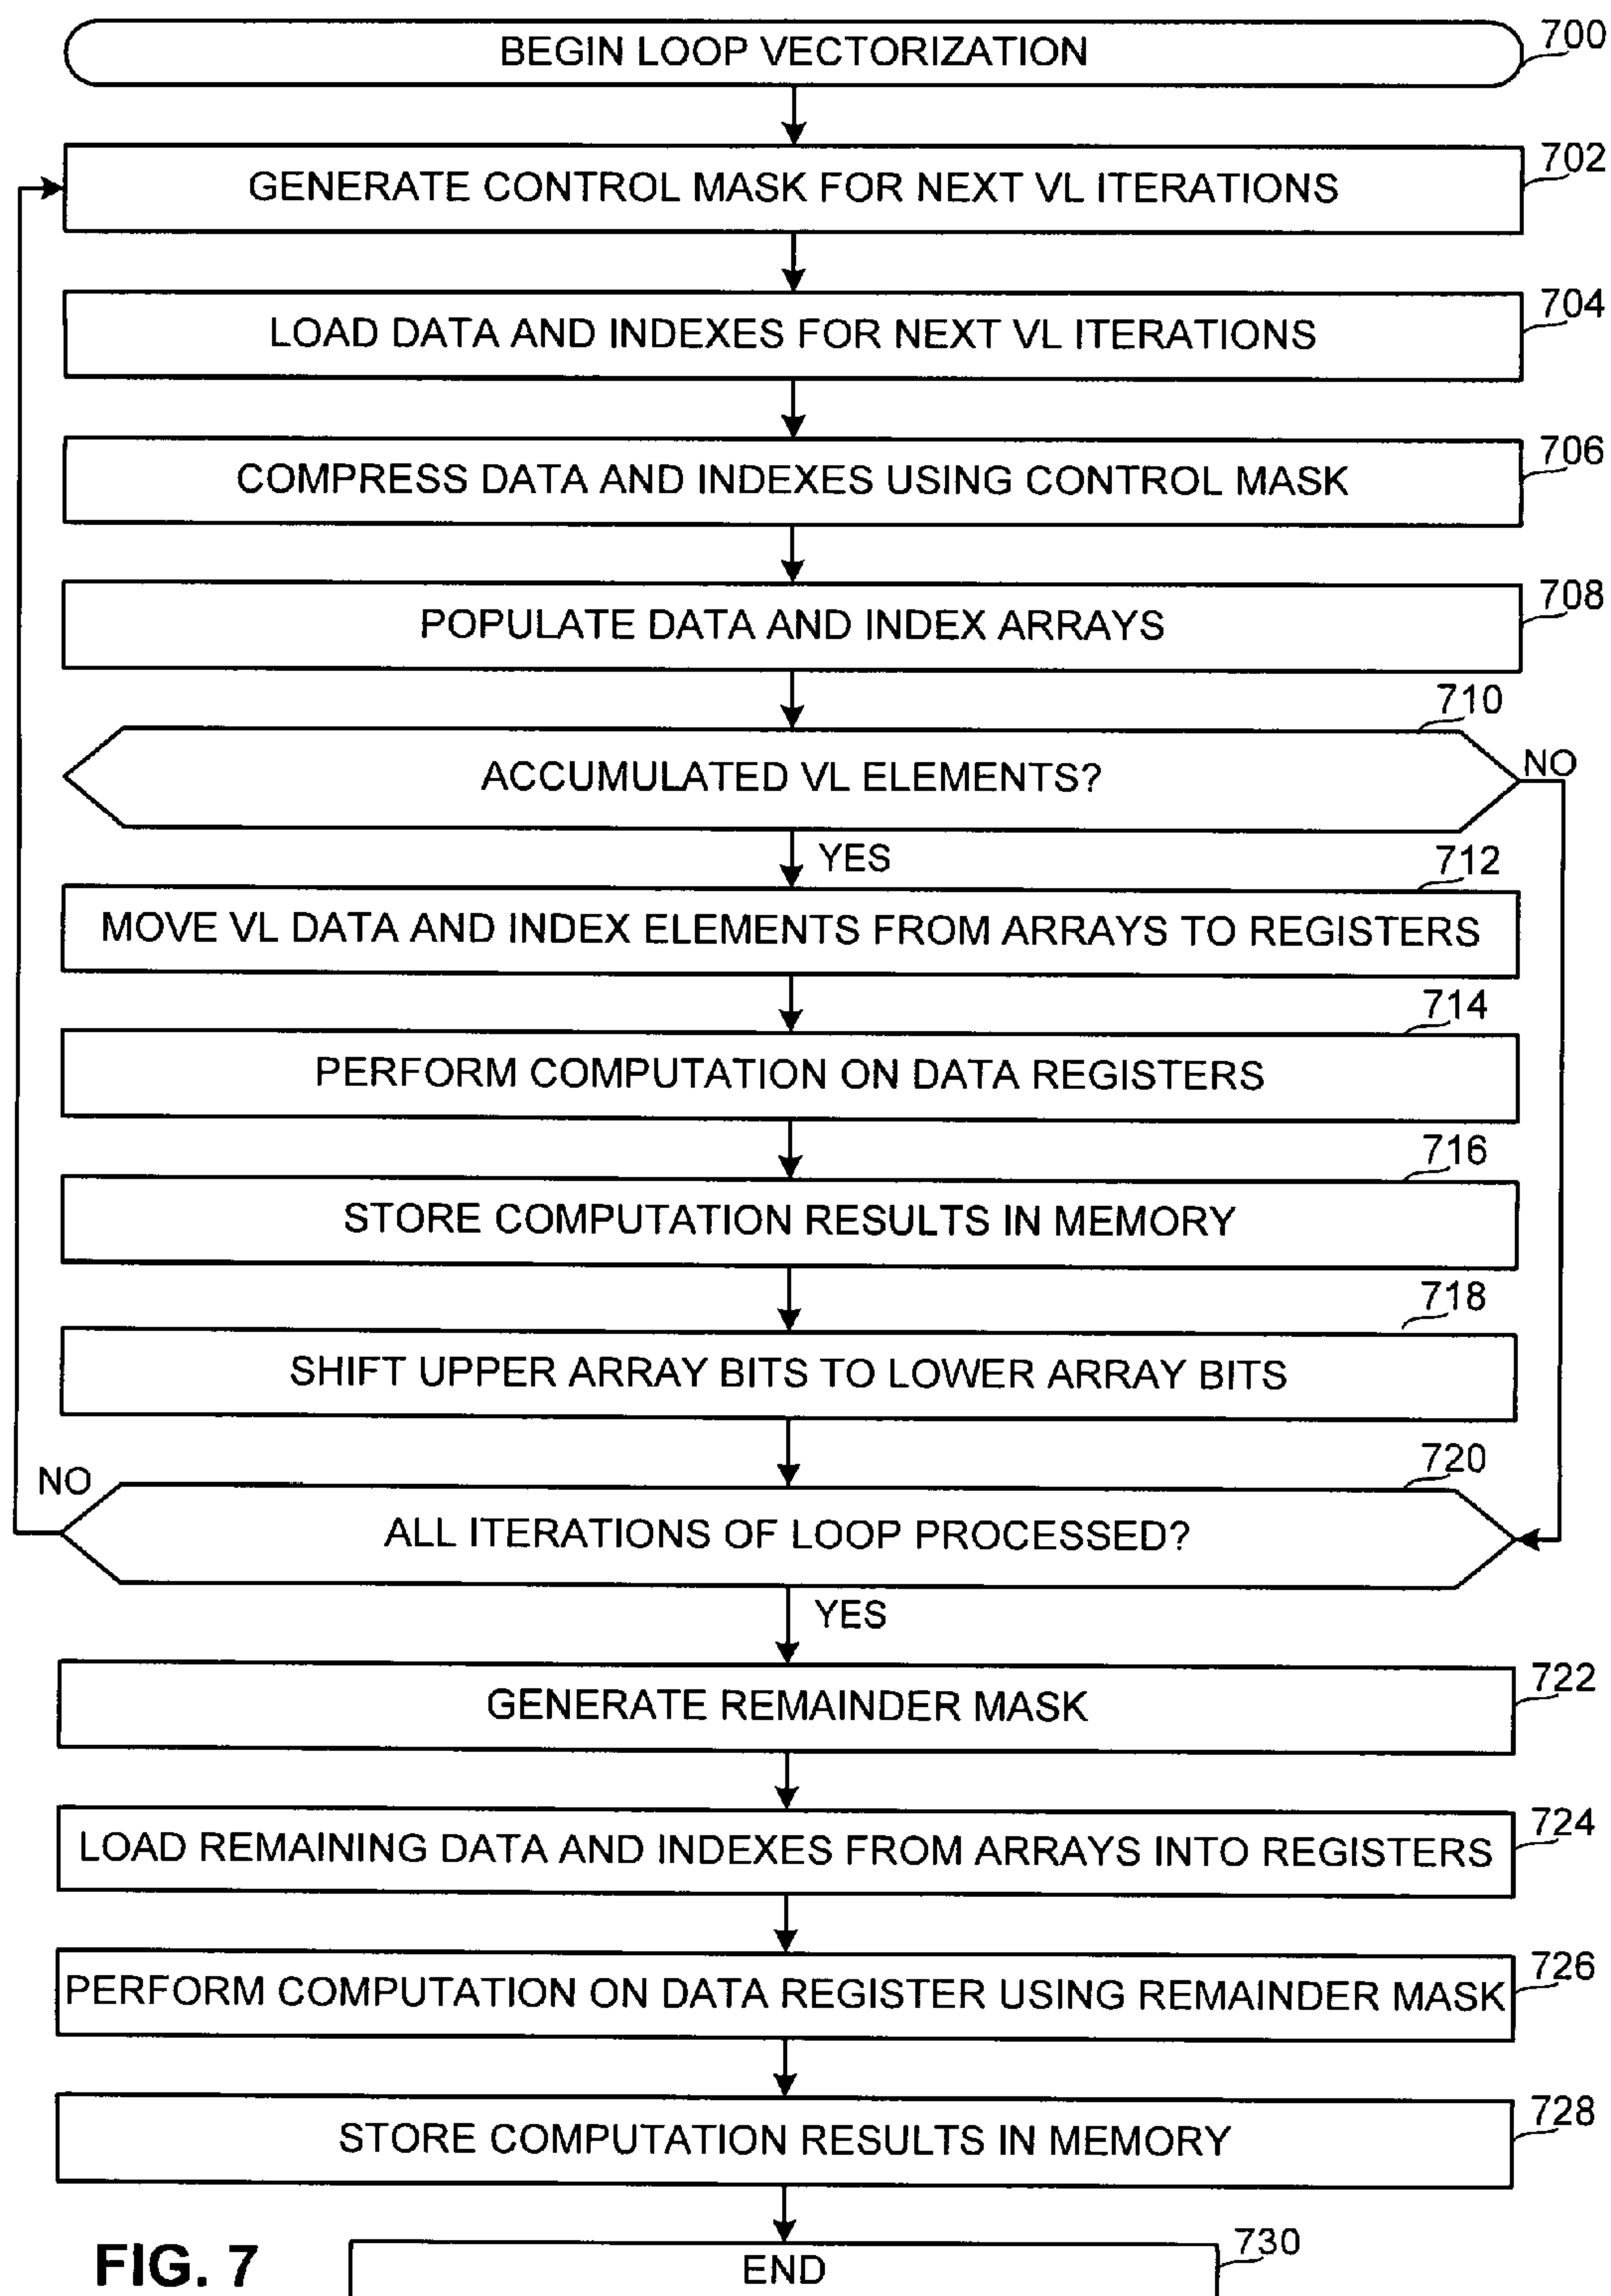 BEGIN LOOP VECTORIZATION
700
GENERATE CONTROL MASK FOR NEXT VL ITERATIONS
702
LOAD DATA AND INDEXES FOR NEXT VL ITERATIONS
704
COMPRESS DATA AND INDEXES USING CONTROL MASK
706
POPULATE DATA AND INDEX ARRAYS
708
710
ACCUMULATED VL ELEMENTS?
NO
YES
712
MOVE VL DATA AND INDEX ELEMENTS FROM ARRAYS TO REGISTERS
714
PERFORM COMPUTATION ON DATA REGISTERS
716
STORE COMPUTATION RESULTS IN MEMORY
718
SHIFT UPPER ARRAY BITS TO LOWER ARRAY BITS
720
NO
ALL ITERATIONS OF LOOP PROCESSED?
YES
722
GENERATE REMAINDER MASK
724
LOAD REMAINING DATA AND INDEXES FROM ARRAYS INTO REGISTERS
726
PERFORM COMPUTATION ON DATA REGISTER USING REMAINDER MASK
728
STORE COMPUTATION RESULTS IN MEMORY
730
END
FIG. 7